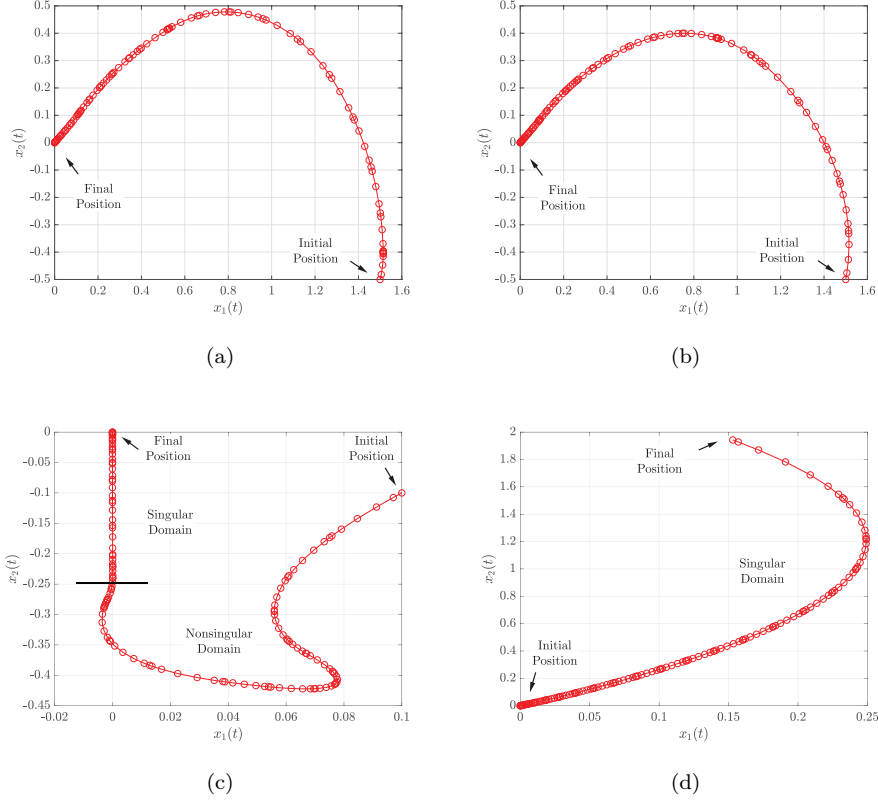 0.5
0.4
0.3
0.2
0.1
0
-0.1
-0.2
-0.3
-0.4
-0.5
x₂(t)
Final
Position
Initial
Position
0 0.2 0.4 0.6 0.8 1 1.2 1.4 1.6
x₁(t)
(a)
0.5
0.4
0.3
0.2
0.1
0
-0.1
-0.2
-0.3
-0.4
-0.5
x₂(t)
Final
Position
Initial
Position
0 0.2 0.4 0.6 0.8 1 1.2 1.4 1.6
x₁(t)
(b)
0
-0.05
-0.1
-0.15
-0.2
-0.25
-0.3
-0.35
-0.4
-0.45
x₂(t)
Final
Position
Initial
Position
Singular
Domain
Nonsingular
Domain
-0.02 0 0.02 0.04 0.06 0.08 0.1
x₁(t)
(c)
2
1.8
1.6
1.4
1.2
1
0.8
0.6
0.4
0.2
0
x₂(t)
Final
Position
Singular
Domain
Initial
Position
0 0.05 0.1 0.15 0.2 0.25
x₁(t)
(d)